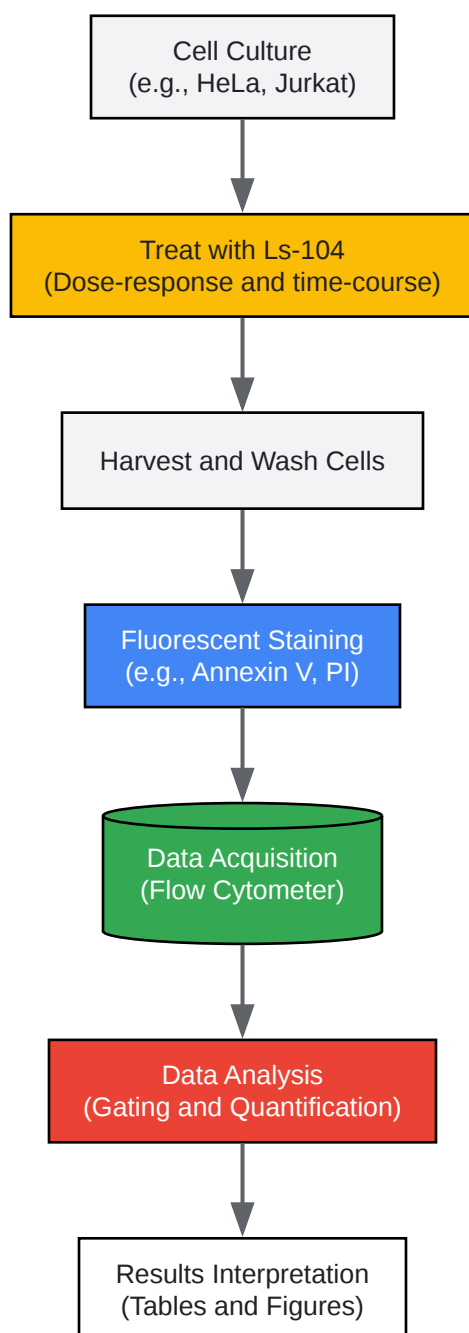 Cell Culture
(e.g., HeLa, Jurkat)
Treat with Ls-104
(Dose-response and time-course)
Harvest and Wash Cells
Fluorescent Staining
(e.g., Annexin V, PI)
Data Acquisition
(Flow Cytometer)
Data Analysis
(Gating and Quantification)
Results Interpretation
(Tables and Figures)